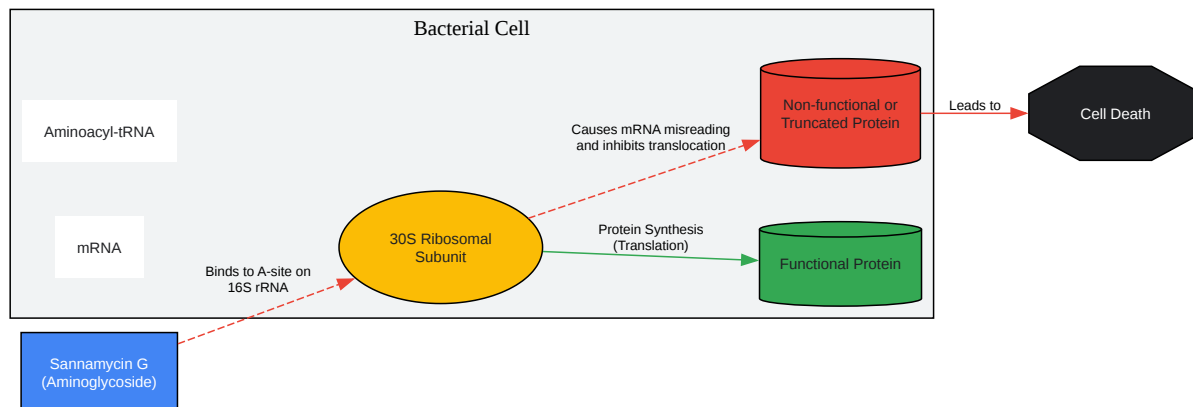 Bacterial Cell
Aminoacyl-tRNA
mRNA
Binds to A-site on
16S rRNA
Sannamycin G
(Aminoglycoside)
30S Ribosomal
Subunit
Causes mRNA misreading
and inhibits translocation
Protein Synthesis
(Translation)
Non-functional or
Truncated Protein
Functional Protein
Leads to
Cell Death